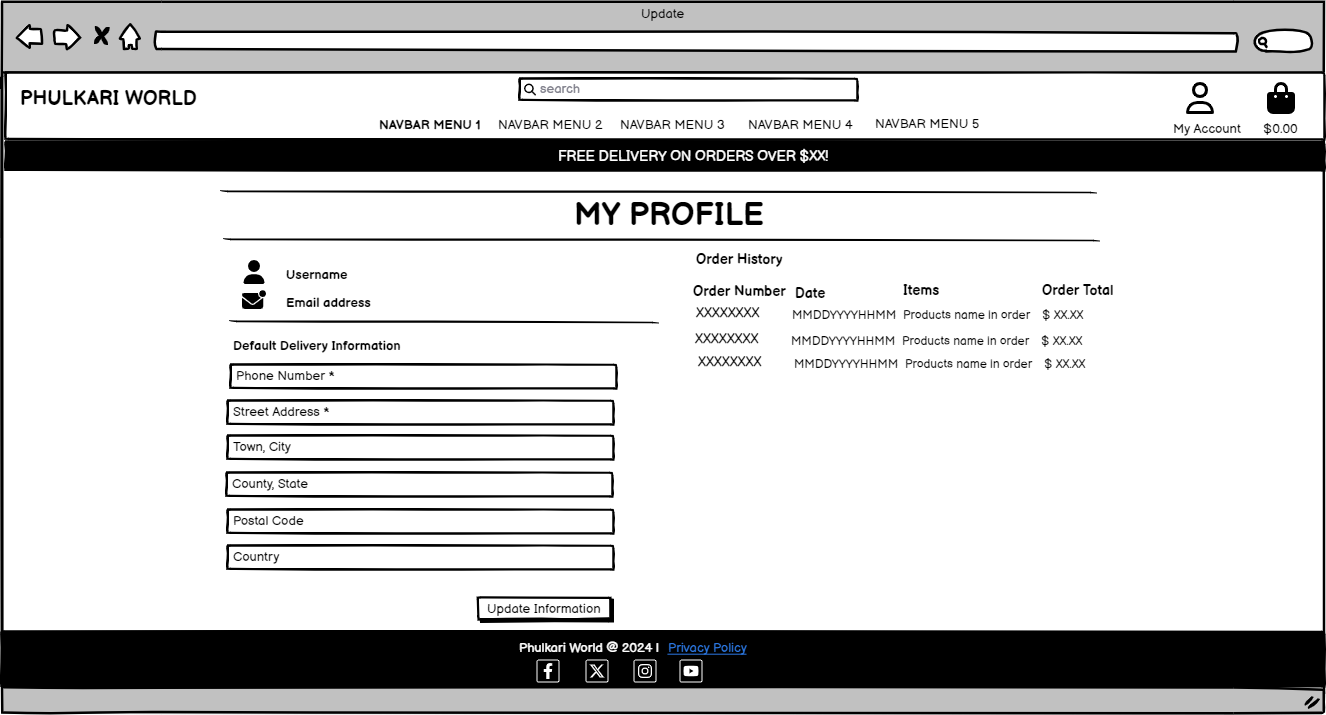 Update
PHULKARI WORLD
search
NAVBAR MENU 1 NAVBAR MENU 2 NAVBAR MENU 3 NAVBAR MENU 4 NAVBAR MENU 5
My Account $0.00
FREE DELIVERY ON ORDERS OVER $XX!
MY PROFILE
Username
Email address
Default Delivery Information
Phone Number *
Street Address *
Town, City
County, State
Postal Code
Country
Update Information
Order History
Order Number Date Items Order Total
XXXXXXXX MMDDYYYYHHMM Products name in order $ XX.XX
XXXXXXXX MMDDYYYYHHMM Products name in order $ XX.XX
XXXXXXXX MMDDYYYYHHMM Products name in order $ XX.XX
Phulkari World @ 2024 | Privacy Policy